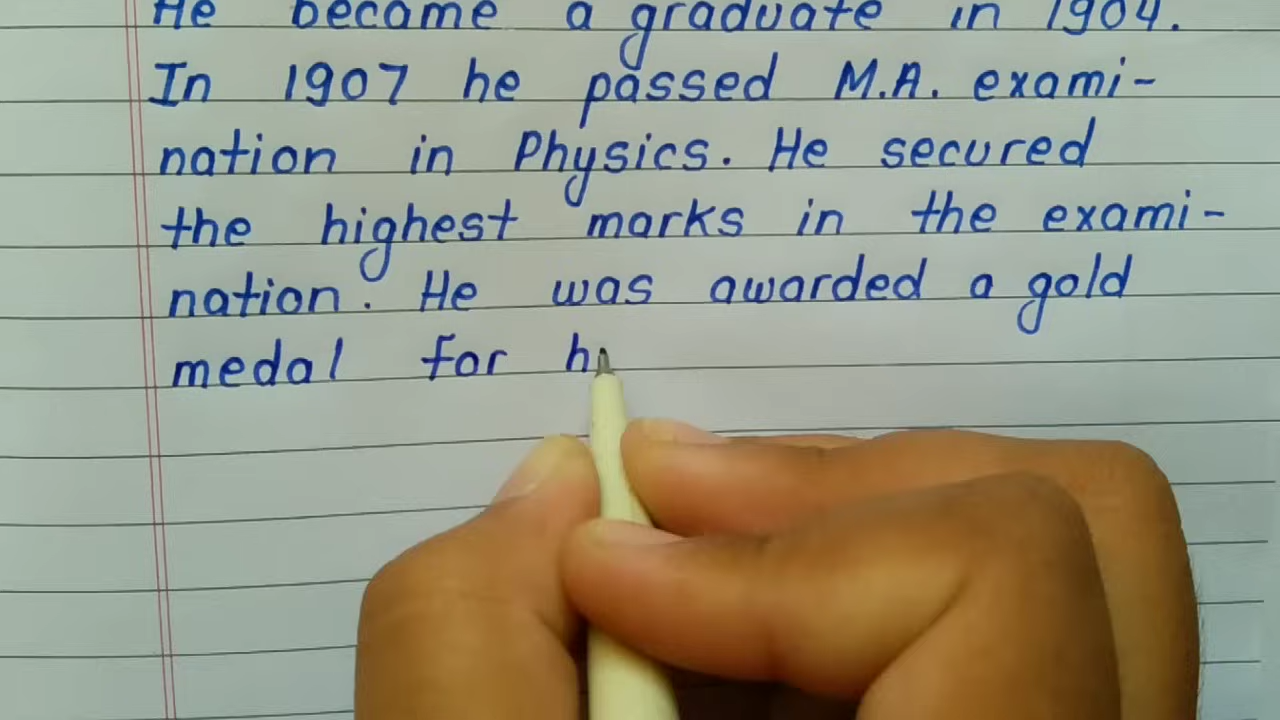 He became a graduate in 1904.
In 1907 he passed M.A. exami-
nation in Physics. He secured
the highest marks in the exami-
nation. He was awarded a gold
medal for h